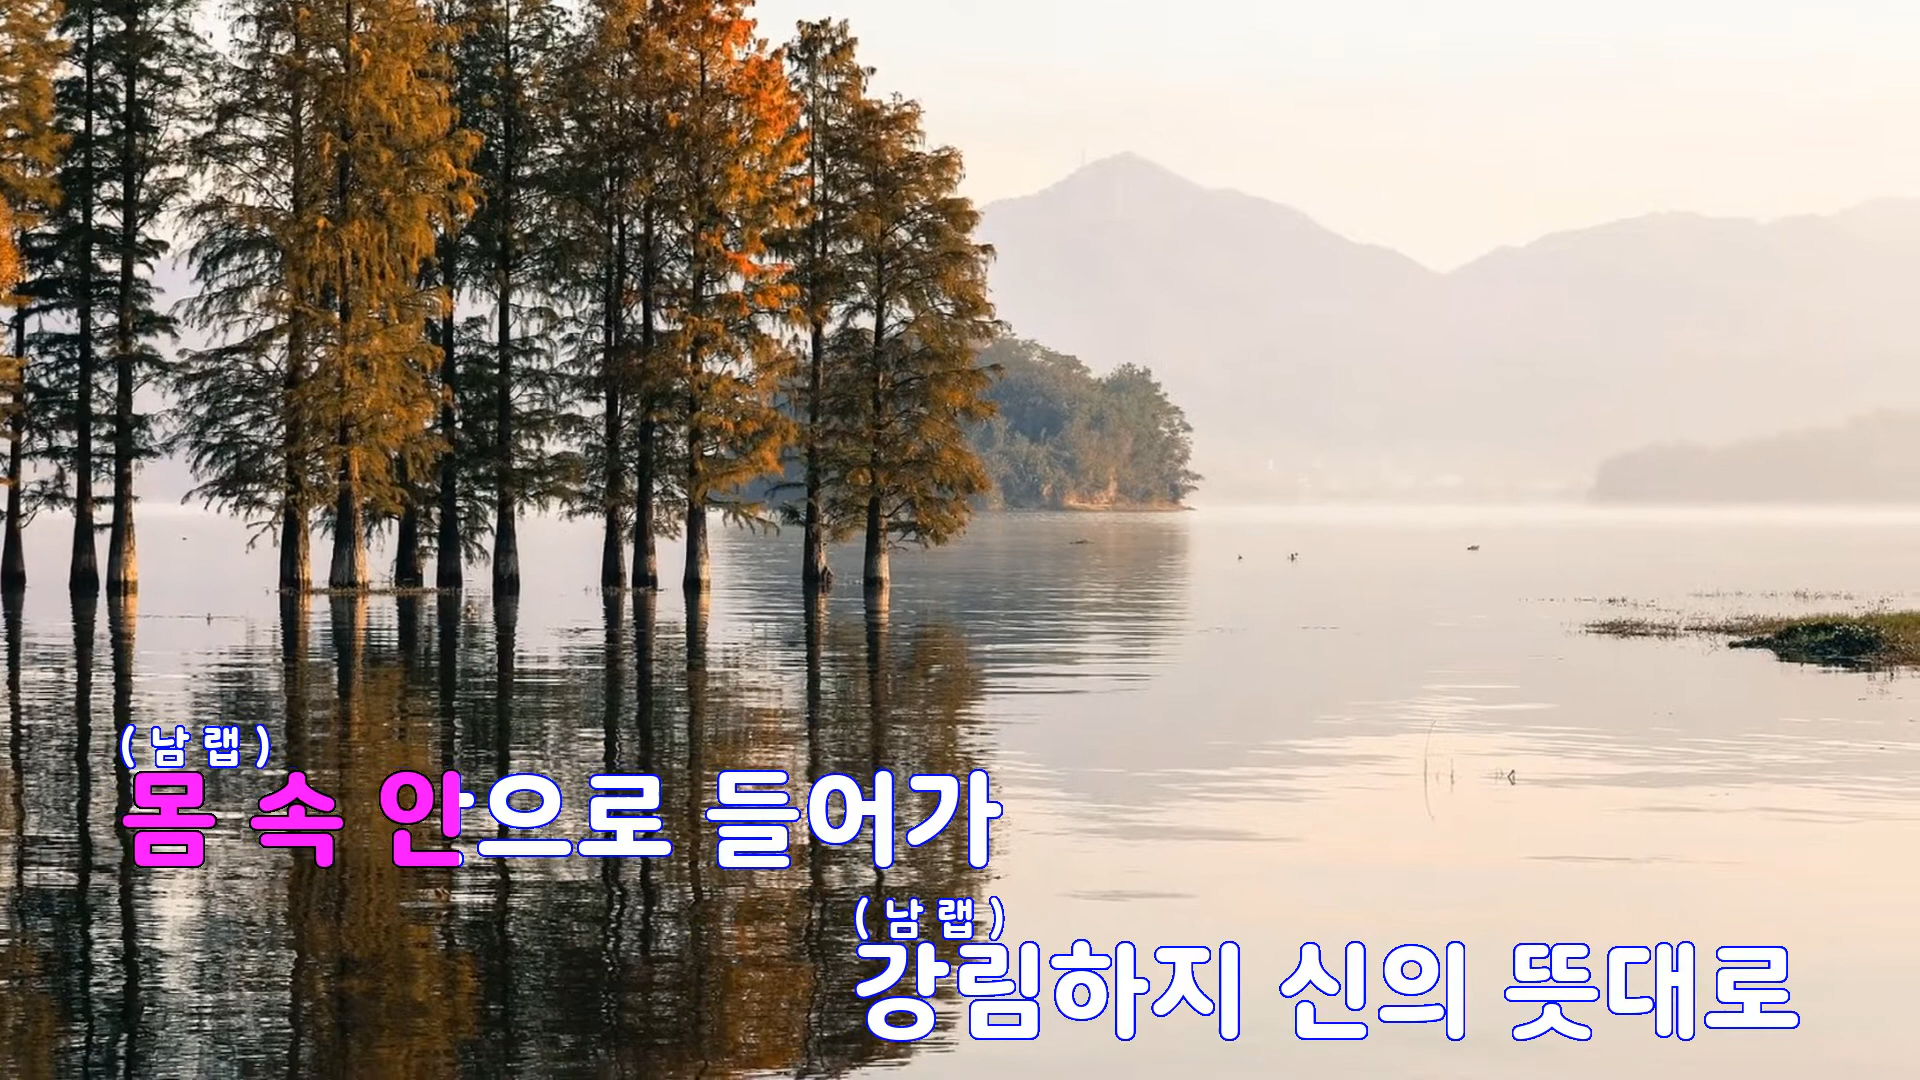 ( 남 랩 )
몸 속 안으로 들어가
( 남 랩 )
강림하지 신의 뜻대로